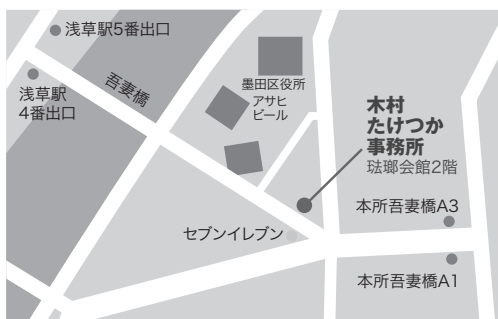 浅草駅5番出口
浅草駅
4番出口
吾妻橋
墨田区役所
アサヒ
ビール
木村
たけつか
事務所
琺瑯会館2階
本所吾妻橋A3
セブンイレブン
本所吾妻橋A1